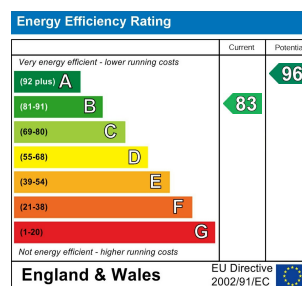 Energy Efficiency Rating
Current Potentia
Very energy efficient - lower running costs
(92 plus) A
96
(81-91) B
83
(69-80) C
(55-68) D
(39-54) E
(21-38) F
(1-20) G
Not energy efficient - higher running costs
England & Wales
EU Directive
2002/91/EC